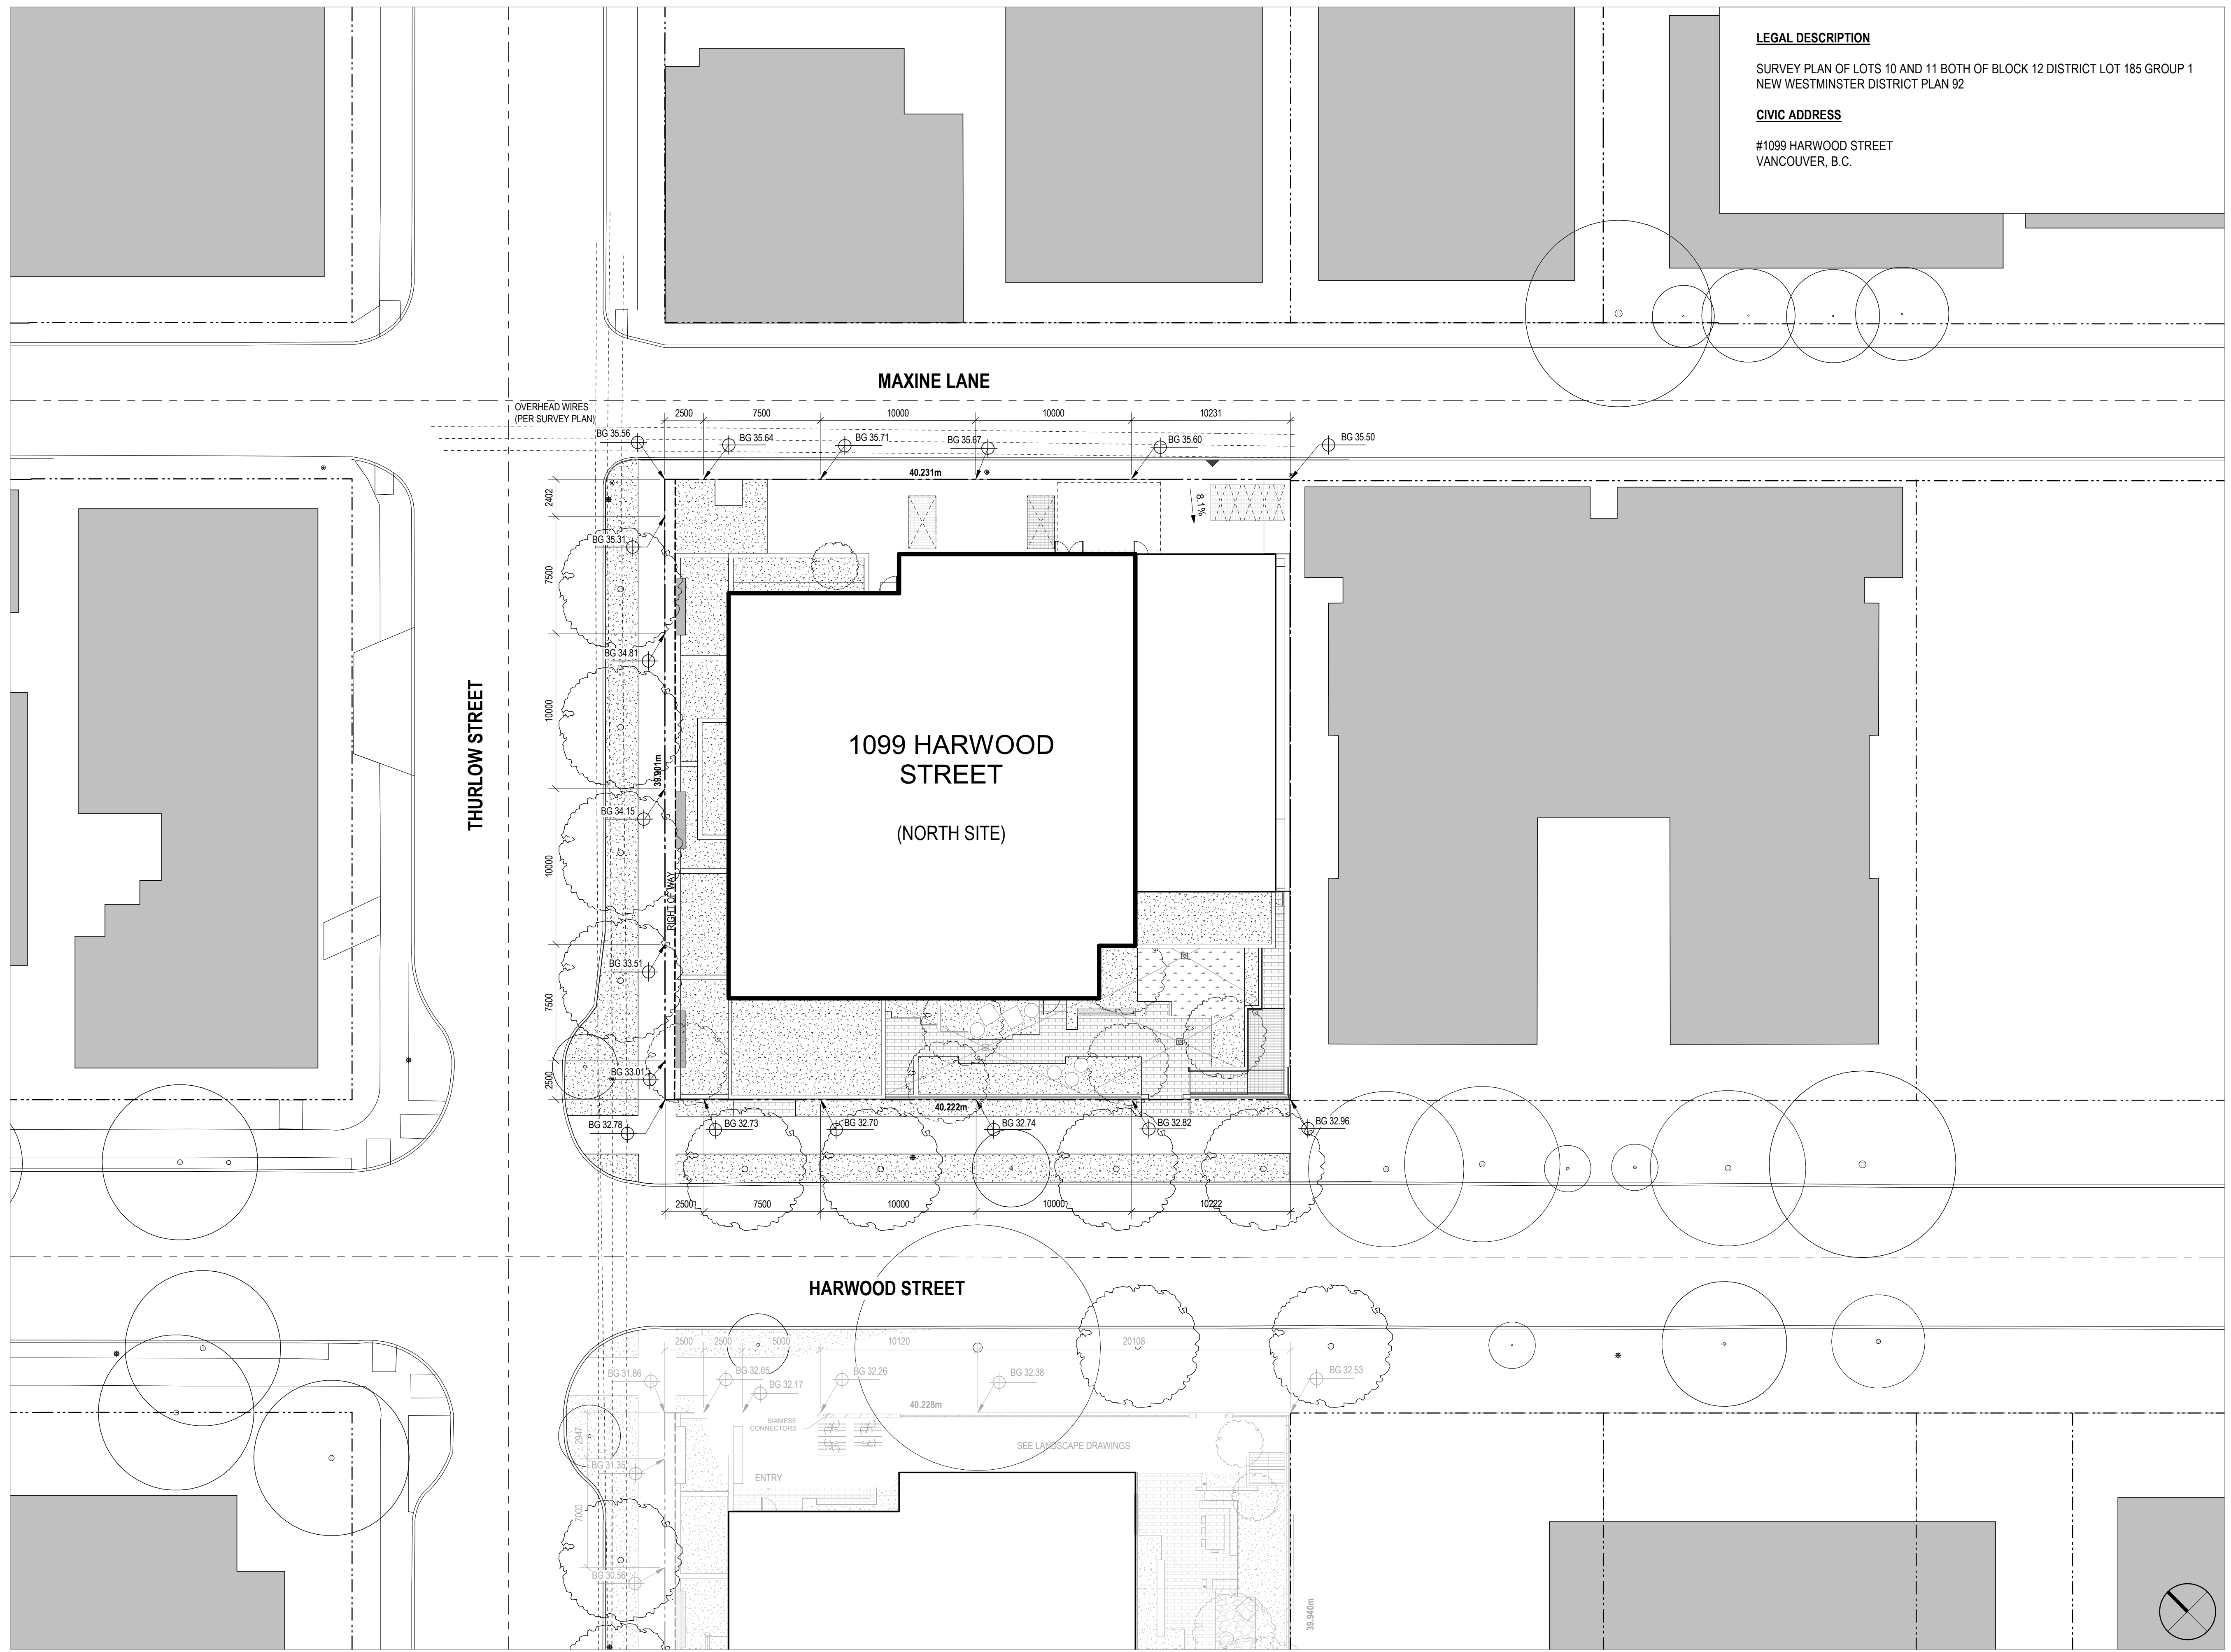 LEGAL DESCRIPTION
SURVEY PLAN OF LOTS 10 AND 11 BOTH OF BLOCK 12 DISTRICT LOT 185 GROUP 1
NEW WESTMINSTER DISTRICT PLAN 92
CIVIC ADDRESS
#1099 HARWOOD STREET
VANCOUVER, B.C.
MAXINE LANE
OVERHEAD WIRES
(PER SURVEY PLAN)
2500 7500 10000 10000 10231
BG 35.56 BG 35.64 BG 35.71 BG 35.67 BG 35.60 BG 35.50
40.231m
2402
8.1%
BG 35.31
7500
BG 34.81
THURLOW STREET
10000
39.901m
1099 HARWOOD
STREET
(NORTH SITE)
BG 34.15
10000
RIGHT OF WAY
BG 33.51
7500
BG 33.01
2500
40.222m
BG 32.78 BG 32.73 BG 32.70 BG 32.74 BG 32.82 BG 32.96
2500 7500 10000 10000 10222
HARWOOD STREET
2500 2500 5000 10120 20108
BG 31.86 BG 32.05 BG 32.17 BG 32.26 BG 32.38 BG 32.53
40.228m
SIAMESE
CONNECTORS
2947
SEE LANDSCAPE DRAWINGS
BG 31.35
ENTRY
7000
BG 30.56
39.940m